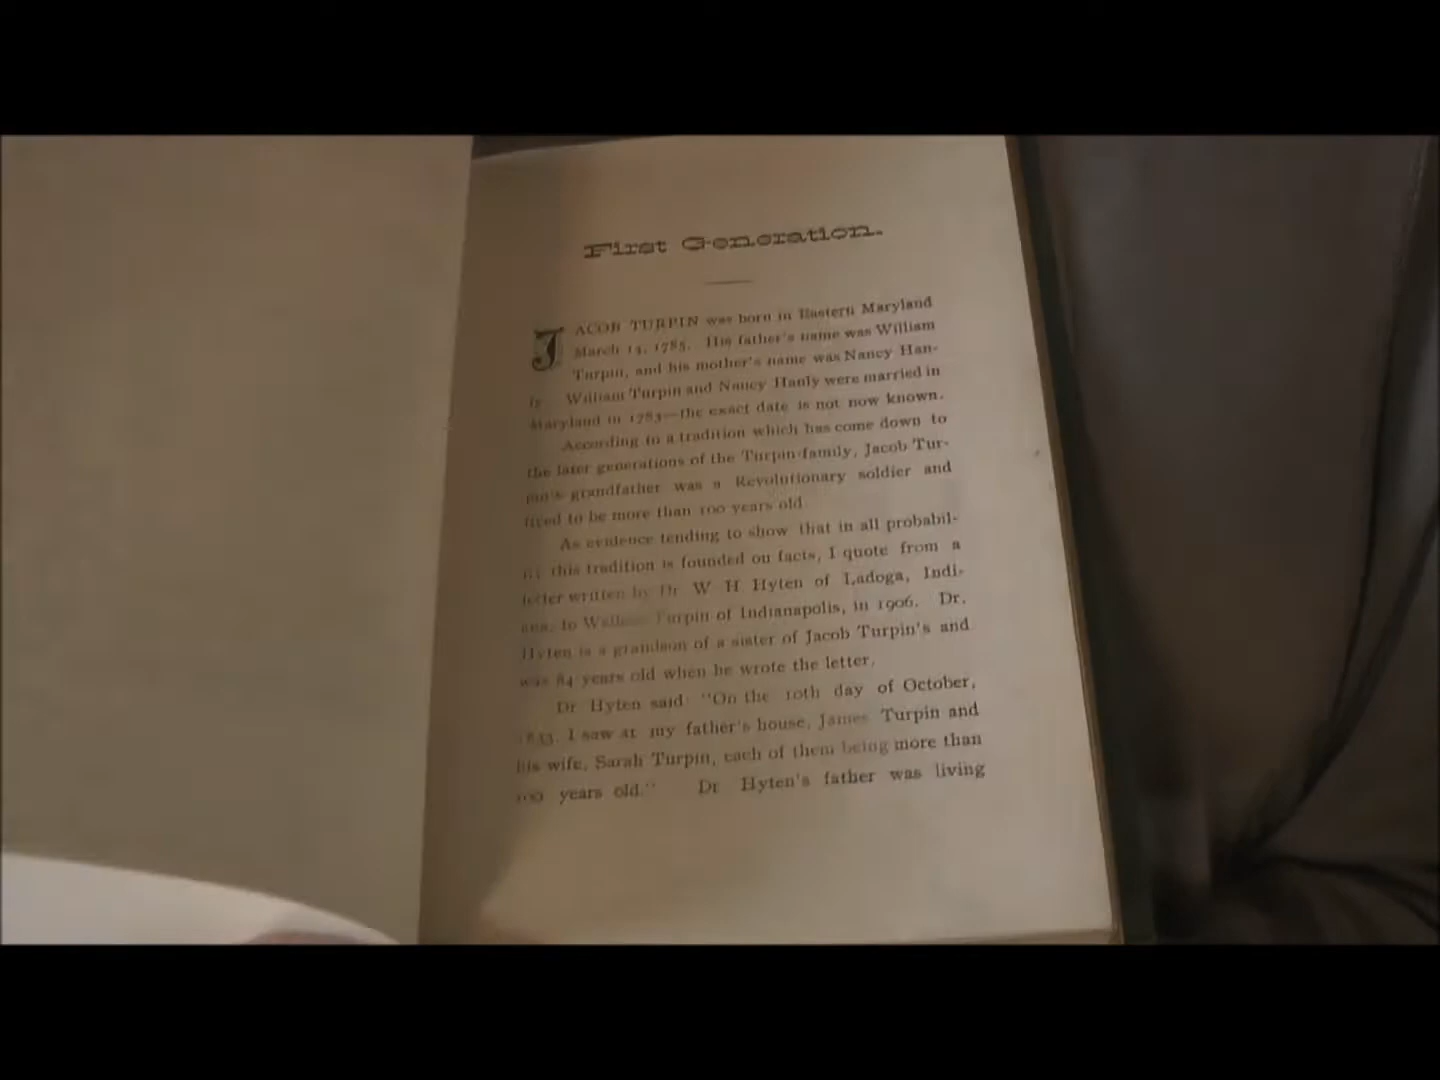 First Generation.
JACOB TURPIN was born in Eastern Maryland
March 13, 1785. His father's name was William
Turpin, and his mother's name was Nancy Han-
ly. William Turpin and Nancy Hanly were married in
Maryland in 1783—the exact date is not now known.
According to a tradition which has come down to
the later generations of the Turpin family, Jacob Tur-
pin's grandfather was a Revolutionary soldier and
lived to be more than 100 years old.
As evidence tending to show that in all probabil-
ity this tradition is founded on facts, I quote from a
letter written by Dr W H Hyten of Ladoga, Indi-
ana, to Turpin of Indianapolis, in 1906. Dr.
Hyten is a grandson of a sister of Jacob Turpin's and
was 84 years old when he wrote the letter.
Dr Hyten said "On the 10th day of October,
1833, I saw at my father's house, James Turpin and
his wife, Sarah Turpin, each of them being more than
100 years old." Dr Hyten's father was living